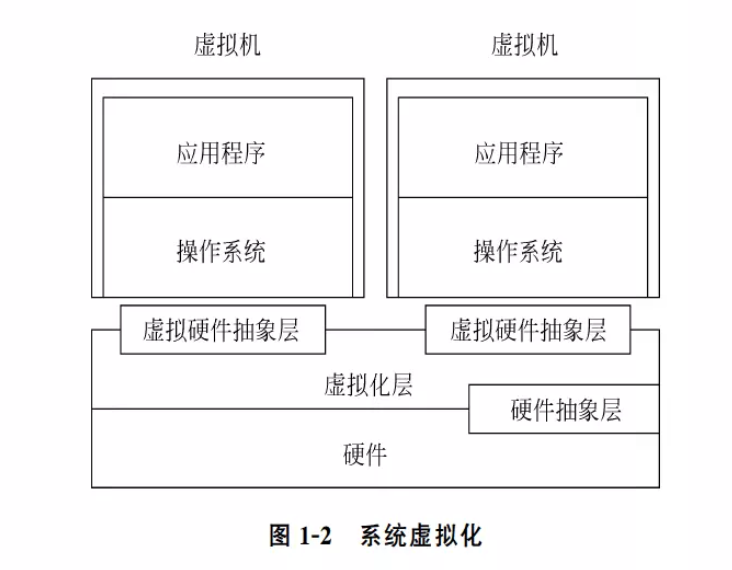 虚拟机 虚拟机
应用程序 应用程序
操作系统 操作系统
虚拟硬件抽象层 虚拟硬件抽象层
虚拟化层
硬件抽象层
硬件
图 1-2 系统虚拟化